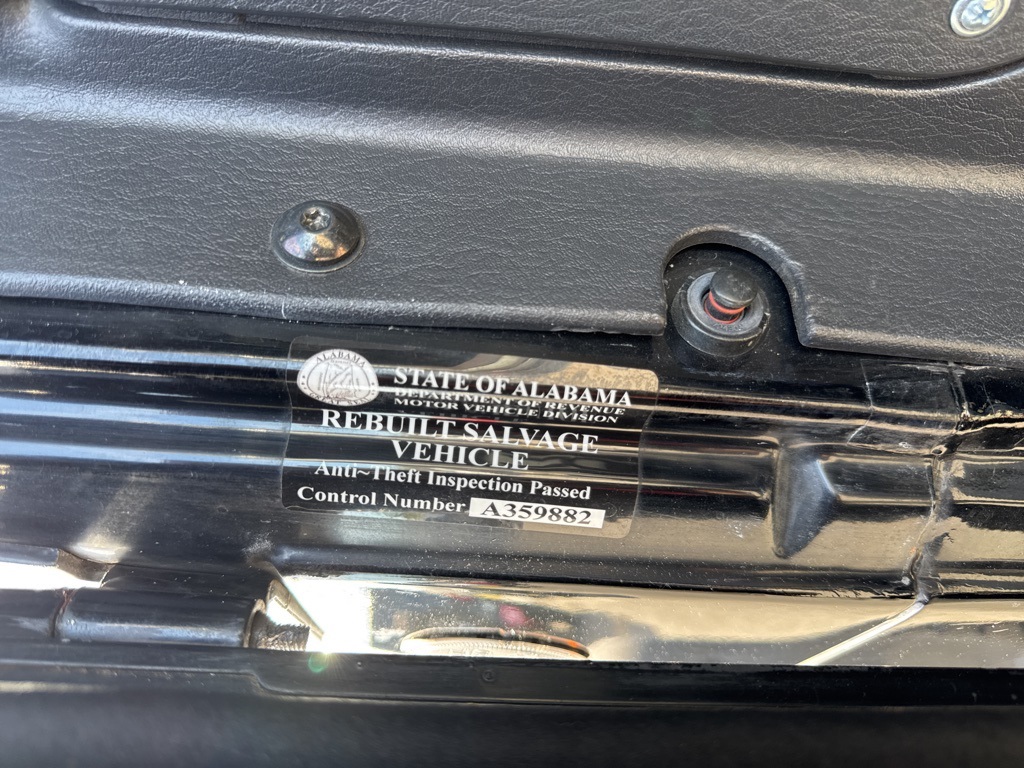 ALABAMA
STATE OF ALABAMA
DEPARTMENT OF REVENUE
MOTOR VEHICLE DIVISION
REBUILT SALVAGE
VEHICLE
Anti~Theft Inspection Passed
Control Number A359882